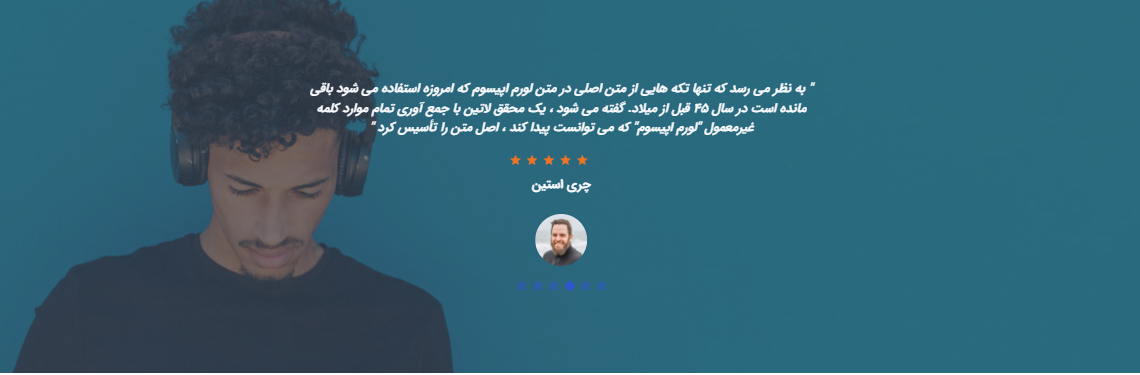 " به نظر می رسد که تنها تکه هایی از متن اصلی در متن لورم اپیسوم که امروزه استفاده می شود باقی
مانده است در سال ۴۵ قبل از میلاد. گفته می شود ، یک محقق لاتین با جمع آوری تمام موارد کلمه
غیرمعمول "لورم اپیسوم" که می توانست پیدا کند ، اصل متن را تأسیس کرد "
چری استین